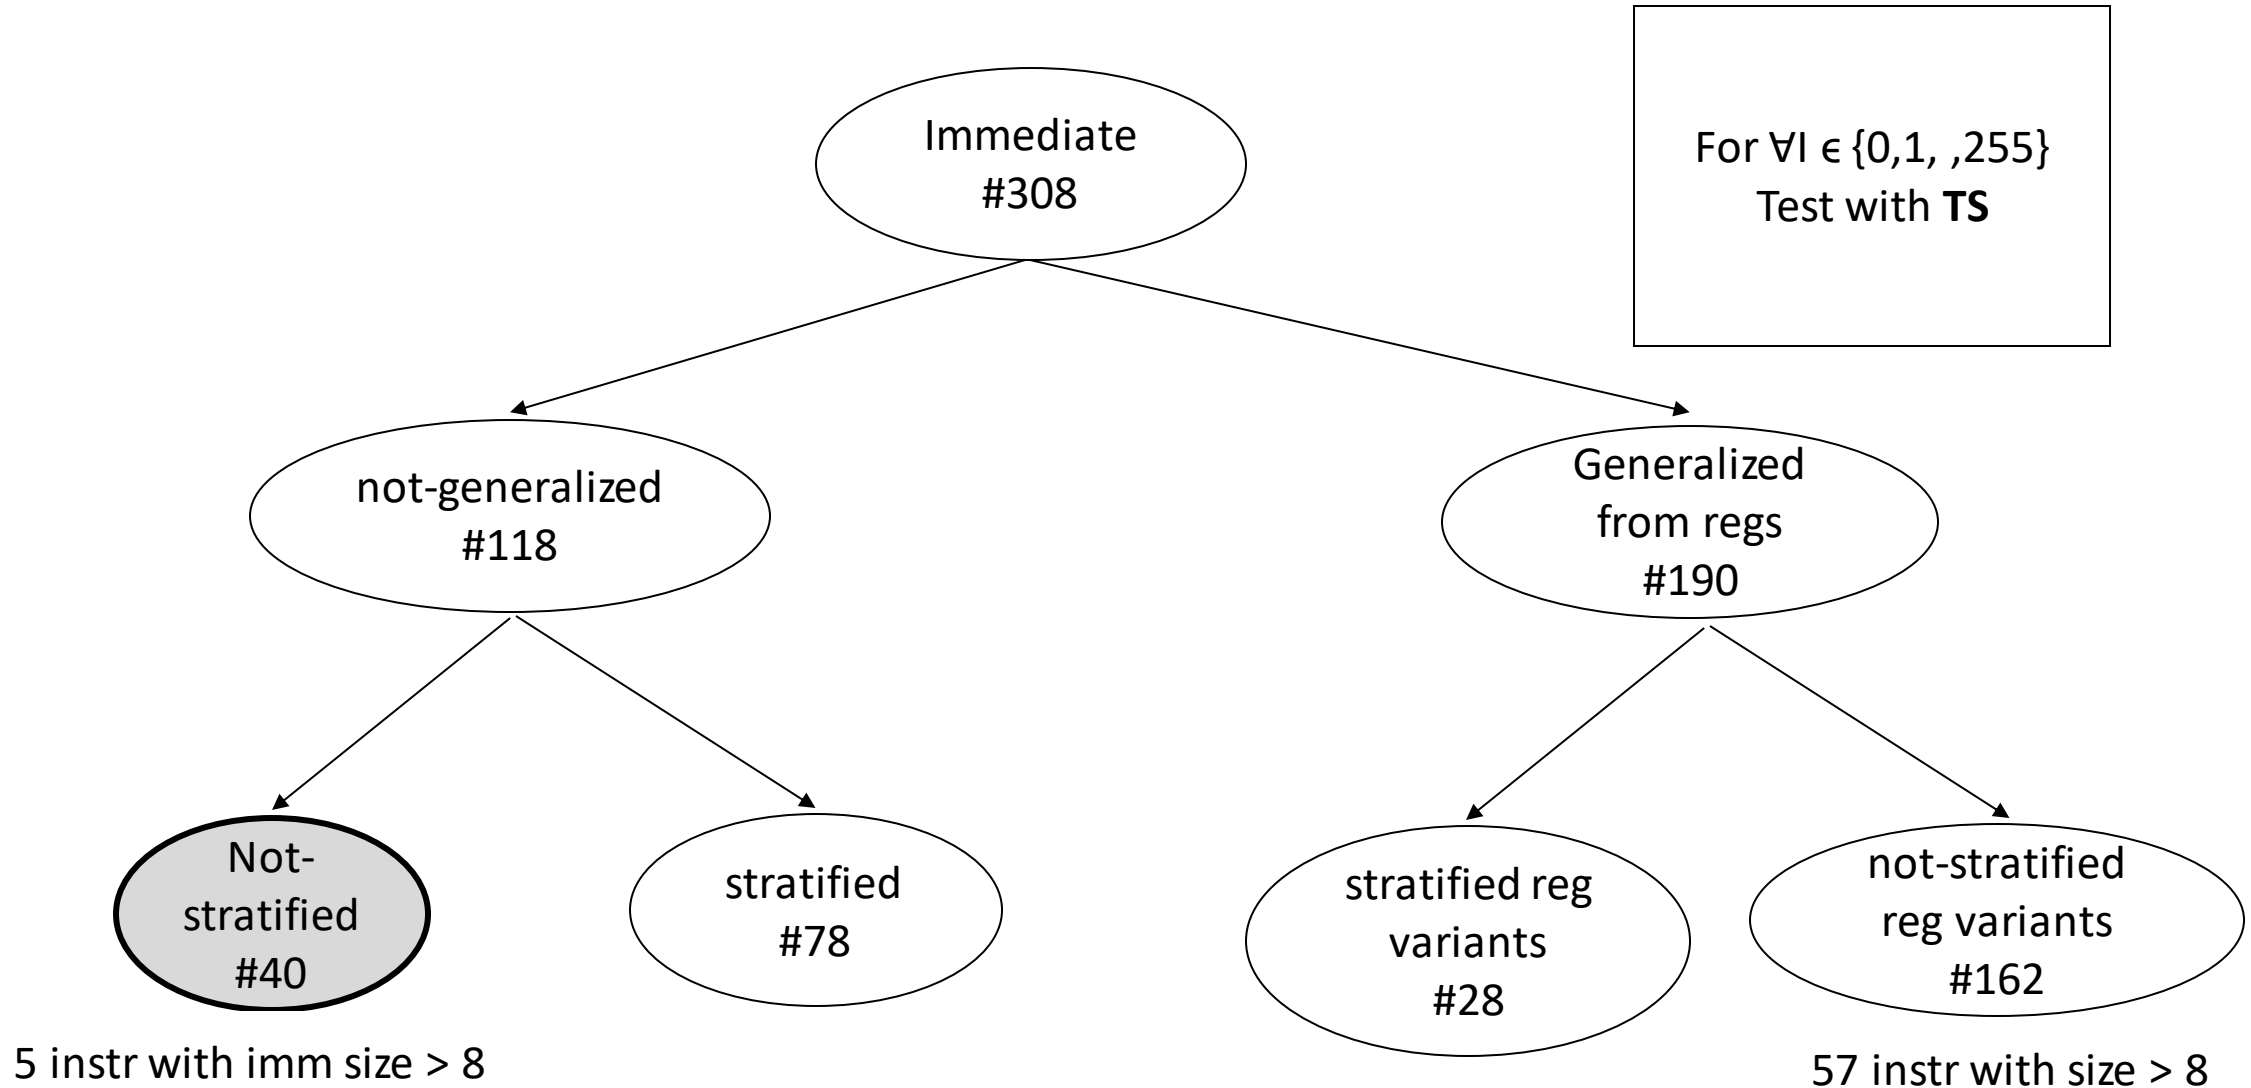 Immediate
#308
For ∀I ϵ {0,1, ,255}
Test with TS
not-generalized
#118
Generalized
from regs
#190
Not-
stratified
#40
stratified
#78
stratified reg
variants
#28
not-stratified
reg variants
#162
5 instr with imm size > 8
57 instr with size > 8